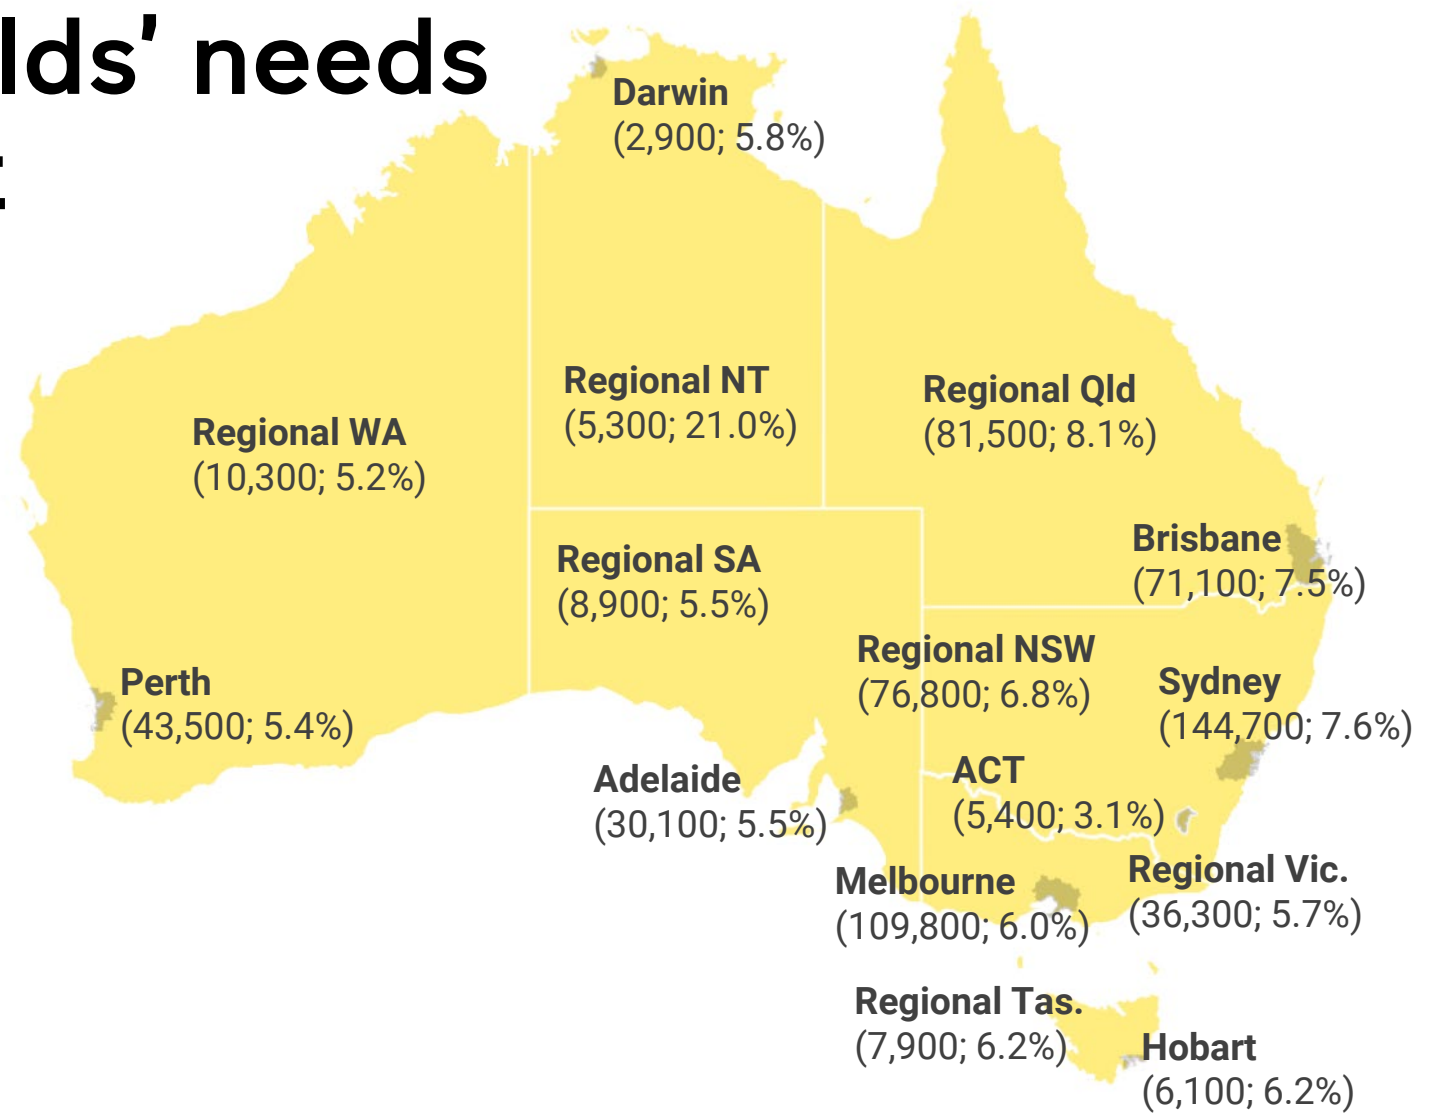 lds’ needs
Darwin
(2,900; 5.8%)
Regional NT
(5,300; 21.0%)
Regional Qld
(81,500; 8.1%)
Regional WA
(10,300; 5.2%)
Brisbane
(71,100; 7.5%)
Regional SA
(8,900; 5.5%)
Regional NSW
(76,800; 6.8%)
Perth
(43,500; 5.4%)
Sydney
(144,700; 7.6%)
Adelaide
(30,100; 5.5%)
ACT
(5,400; 3.1%)
Melbourne
(109,800; 6.0%)
Regional Vic.
(36,300; 5.7%)
Regional Tas.
(7,900; 6.2%)
Hobart
(6,100; 6.2%)